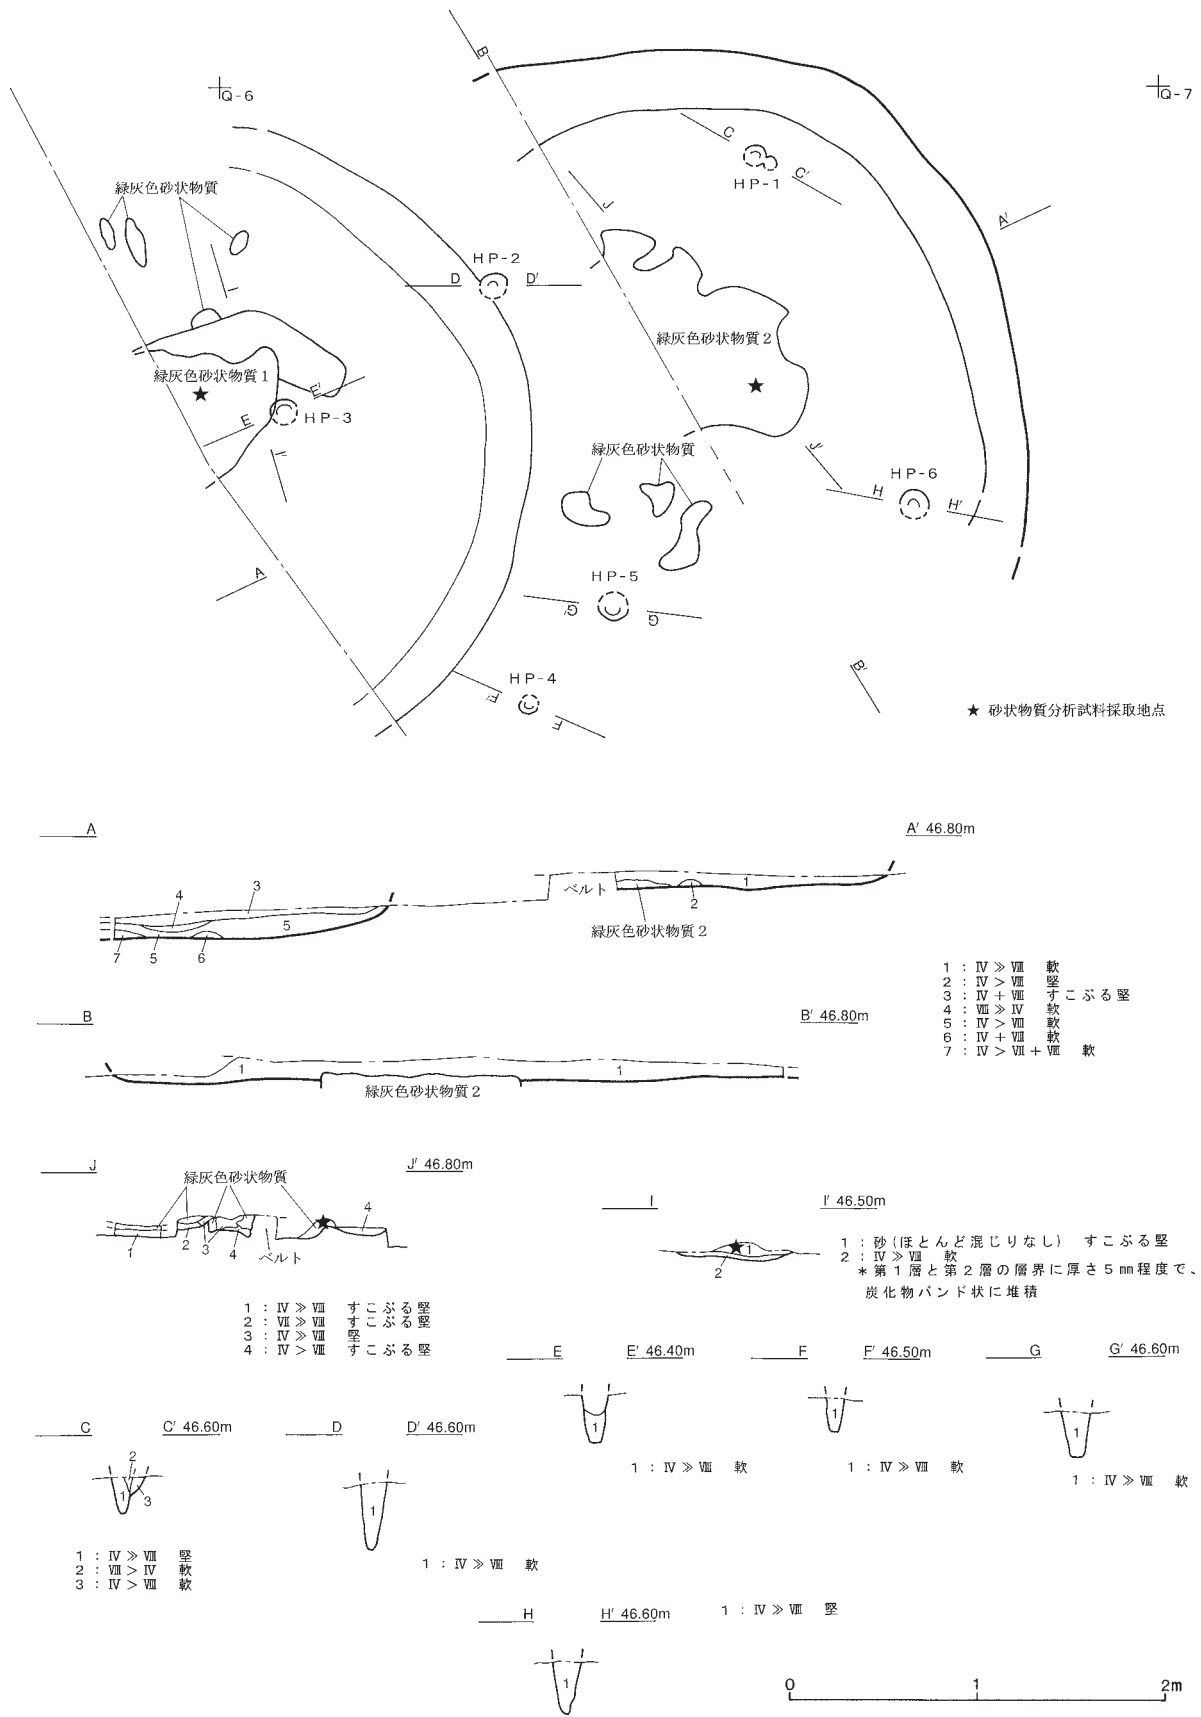 B
Q-6
Q-7
C
HP-1
C'
緑灰色砂状物質
J
A'
HP-2
D
D'
I
緑灰色砂状物質2
緑灰色砂状物質1
E'
E
HP-3
I'
緑灰色砂状物質
J'
HP-6
H
H'
A
HP-5
G'
G
B'
HP-4
F'
F
★ 砂状物質分析試料採取地点
A
A' 46.80m
4
3
5
7
5
6
ベルト
1
2
緑灰色砂状物質2
1 : Ⅳ≫Ⅷ 軟
2 : Ⅳ>Ⅷ 堅
3 : Ⅳ+Ⅷ すこぶる堅
4 : Ⅷ≫Ⅳ 軟
5 : Ⅳ>Ⅷ 軟
6 : Ⅳ+Ⅷ 軟
7 : Ⅳ>Ⅶ+Ⅷ 軟
B
B' 46.80m
1
1
緑灰色砂状物質2
J
J' 46.80m
緑灰色砂状物質
1
2
3
4
ベルト
4
1 : Ⅳ≫Ⅷ すこぶる堅
2 : Ⅶ≫Ⅷ すこぶる堅
3 : Ⅳ≫Ⅷ 堅
4 : Ⅳ>Ⅷ すこぶる堅
I
I' 46.50m
1
2
1 : 砂(ほとんど混じりなし) すこぶる堅
2 : Ⅳ≫Ⅷ 軟
*第1層と第2層の層界に厚さ5㎜程度で、
炭化物バンド状に堆積
E
E' 46.40m
1
1 : Ⅳ≫Ⅷ 軟
F
F' 46.50m
1
1 : Ⅳ≫Ⅷ 軟
G
G' 46.60m
1
1 : Ⅳ≫Ⅷ 軟
C
C' 46.60m
2
1
3
1 : Ⅳ≫Ⅷ 堅
2 : Ⅷ>Ⅳ 軟
3 : Ⅳ>Ⅷ 軟
D
D' 46.60m
1
1 : Ⅳ≫Ⅷ 軟
H
H' 46.60m
1
1 : Ⅳ≫Ⅷ 堅
0
1
2m